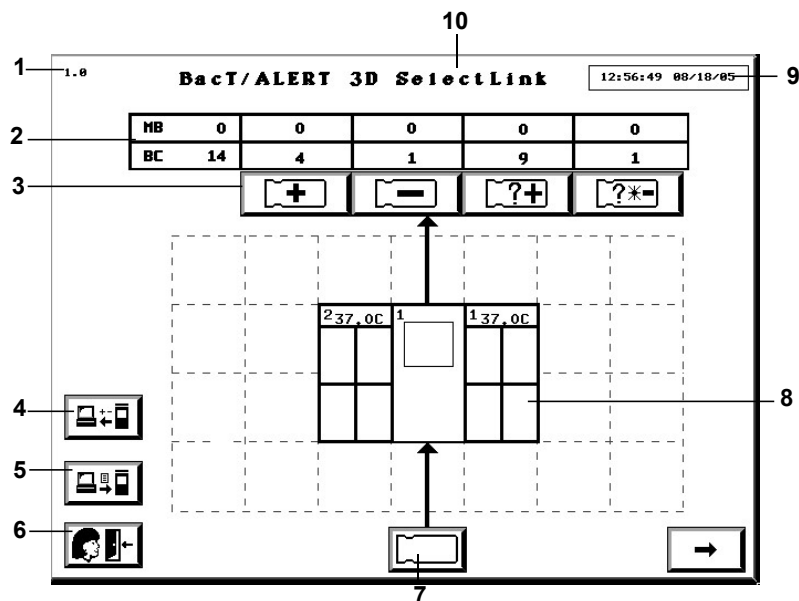 10
1
1.0
BacT/ALERT 3D SelectLink
12:56:49 08/18/05
9
2
MB 0 0 0 0 0
BC 14 4 1 9 1
3
+ − ?+ ?*-
2 37.0C 1 1 37.0C
8
4
+-
5
6
7